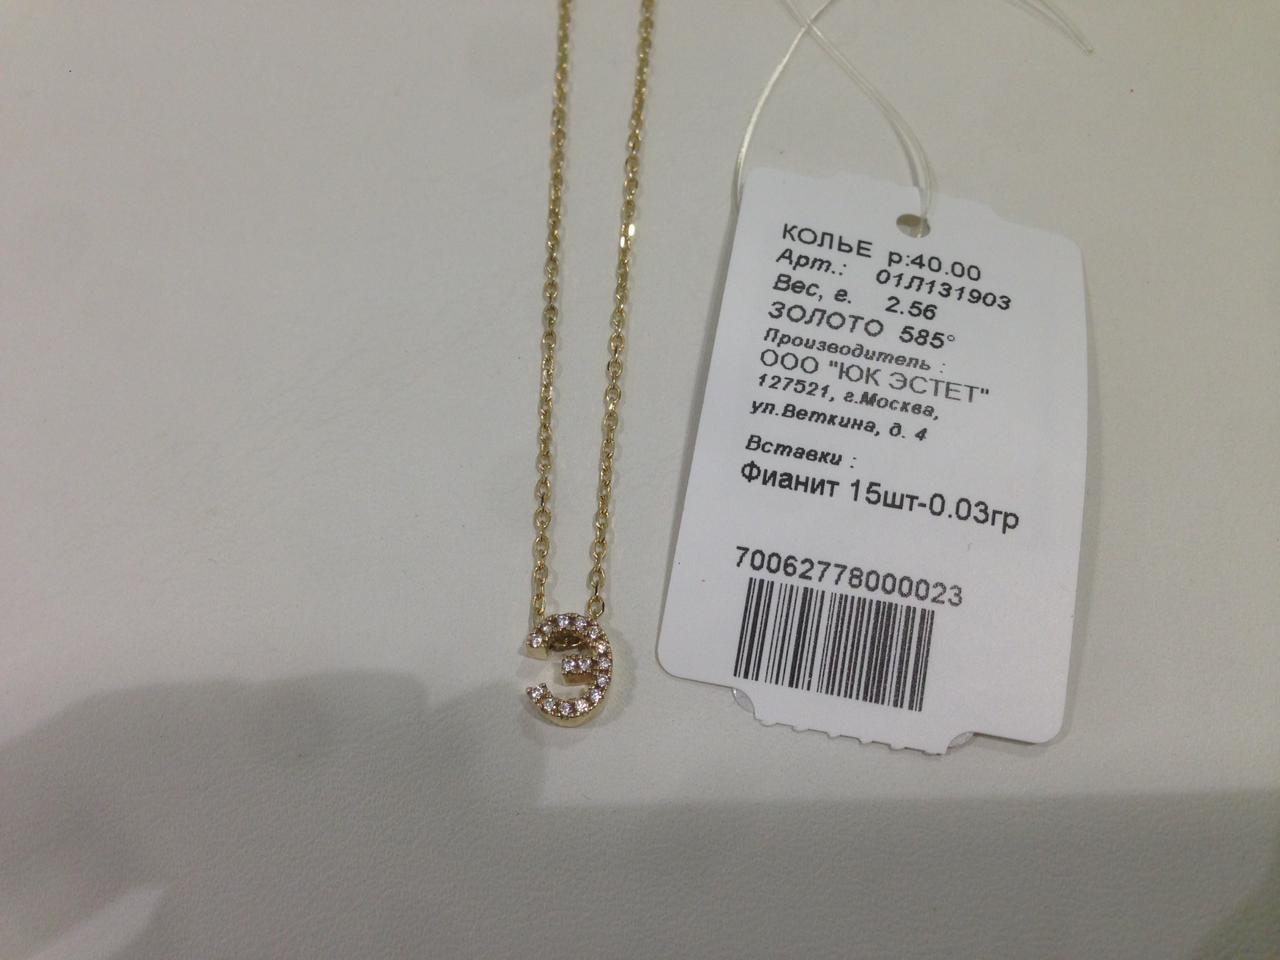 КОЛЬЕ р:40.00
Арт.: 01Л131903
Вес, г. 2.56
ЗОЛОТО 585°
Производитель :
ООО "ЮК ЭСТЕТ"
127521, г.Москва,
ул.Веткина, д. 4
Вставки :
Фианит 15шт-0.03гр
70062778000023
Э